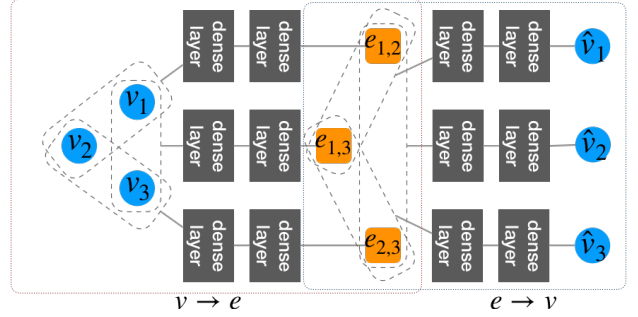 dense layer dense layer e₁,₂ dense layer dense layer v̂₁
v₁
v₂ dense layer dense layer e₁,₃ dense layer dense layer v̂₂
v₃
dense layer dense layer e₂,₃ dense layer dense layer v̂₃
v → e e → v